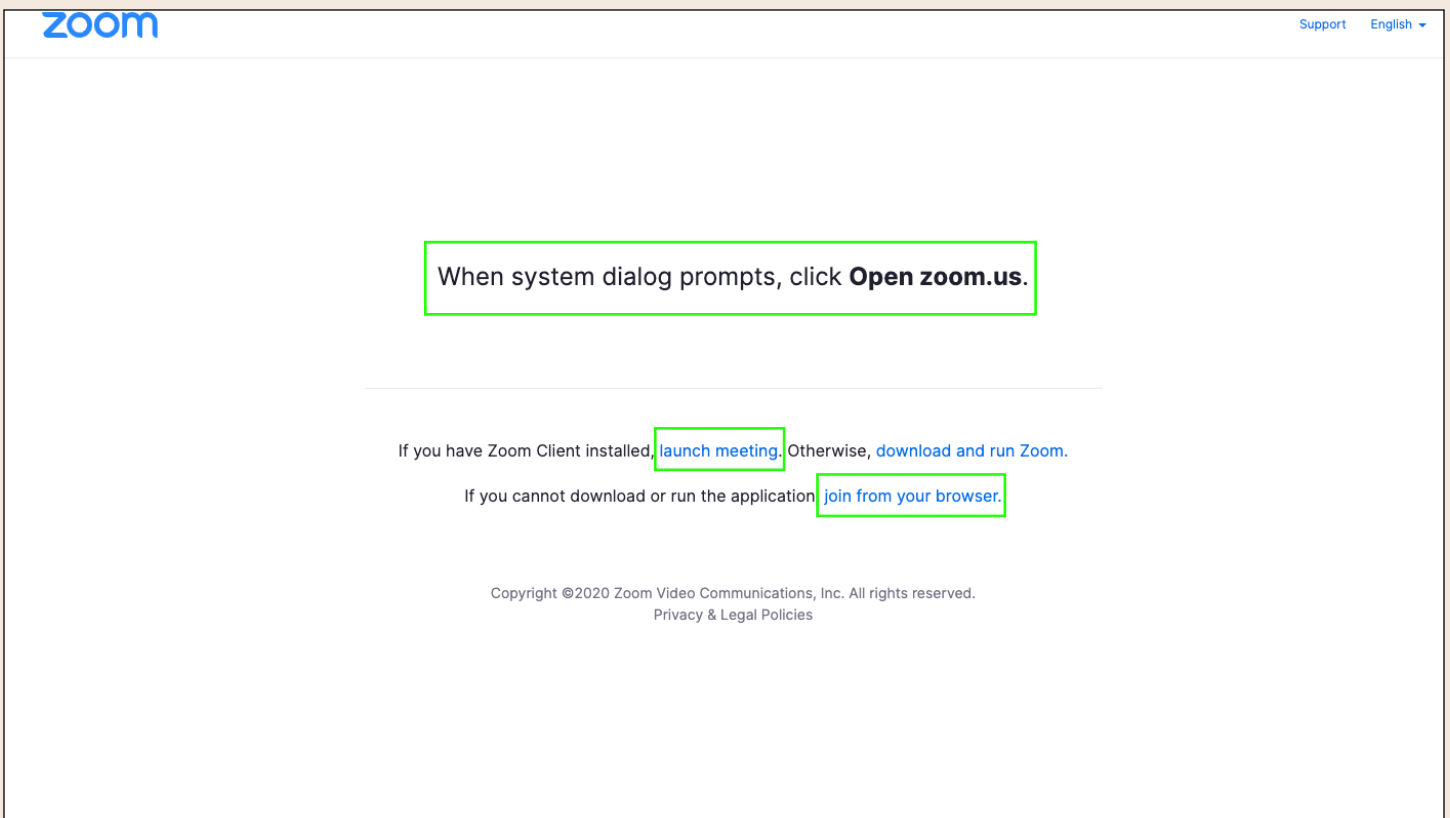 zoom
Support English
When system dialog prompts, click Open zoom.us.
If you have Zoom Client installed, launch meeting. Otherwise, download and run Zoom.
If you cannot download or run the application join from your browser.
Copyright ©2020 Zoom Video Communications, Inc. All rights reserved.
Privacy & Legal Policies